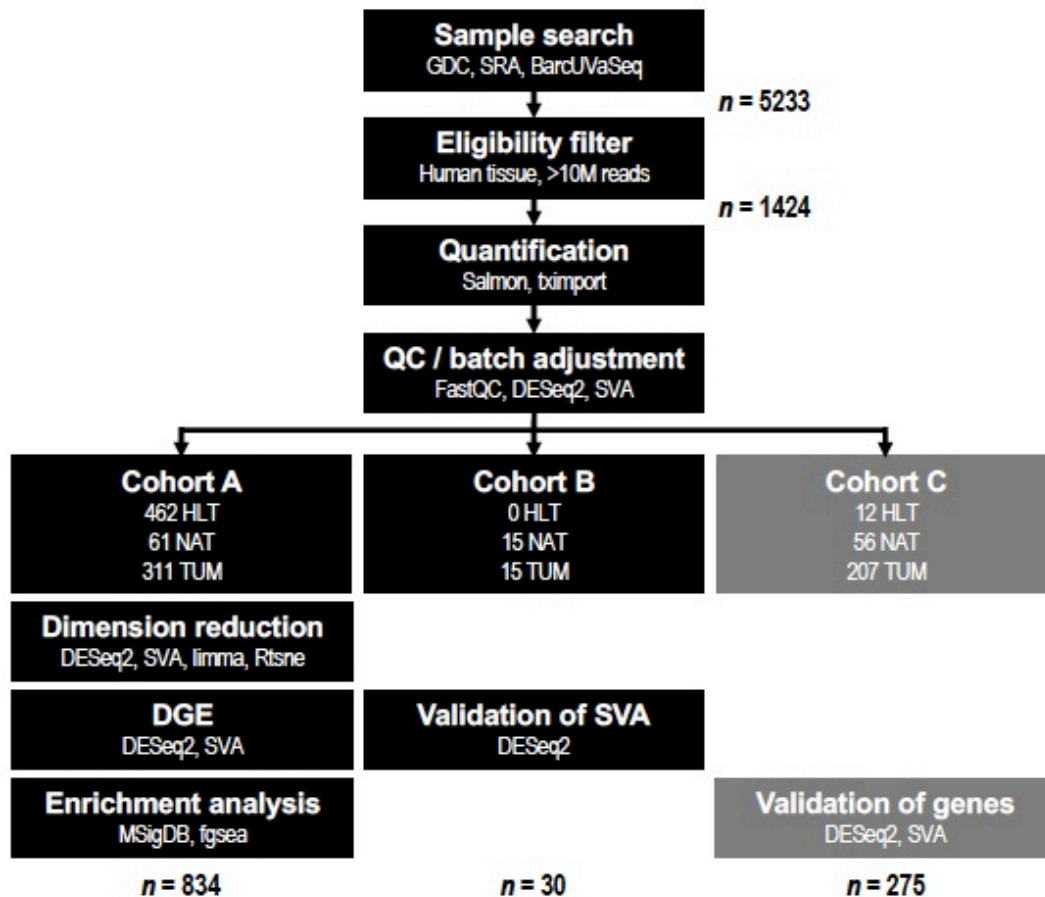 Sample search
GDC, SRA, BarcUVaSeq
n = 5233
Eligibility filter
Human tissue, >10M reads
n = 1424
Quantification
Salmon, tximport
QC / batch adjustment
FastQC, DESeq2, SVA
Cohort A
462 HLT
61 NAT
311 TUM
Cohort B
0 HLT
15 NAT
15 TUM
Cohort C
12 HLT
56 NAT
207 TUM
Dimension reduction
DESeq2, SVA, limma, Rtsne
DGE
DESeq2, SVA
Validation of SVA
DESeq2
Enrichment analysis
MSigDB, fgsea
Validation of genes
DESeq2, SVA
n = 834
n = 30
n = 275